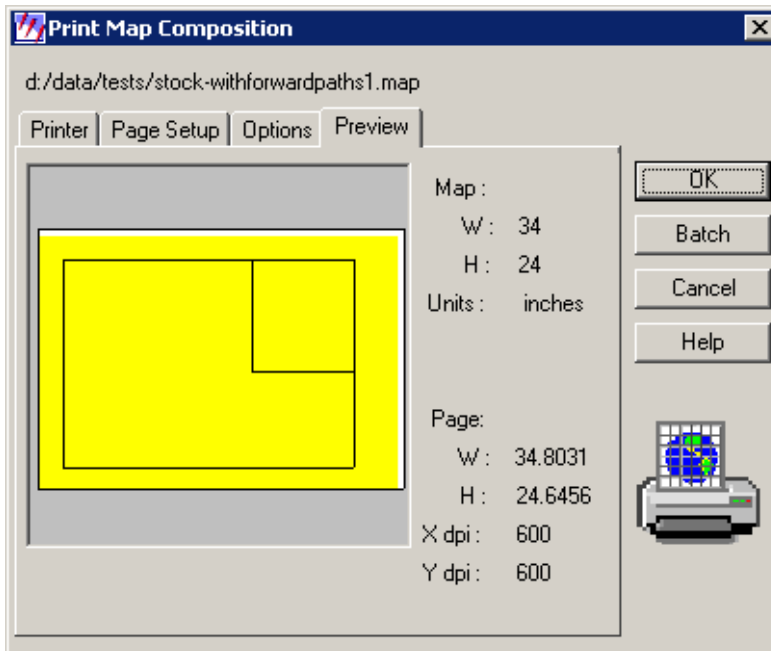 Print Map Composition
d:/data/tests/stock-withforwardpaths1.map
Printer Page Setup Options Preview
Map :
W : 34
H : 24
Units : inches
Page:
W : 34.8031
H : 24.6456
X dpi : 600
Y dpi : 600
OK
Batch
Cancel
Help